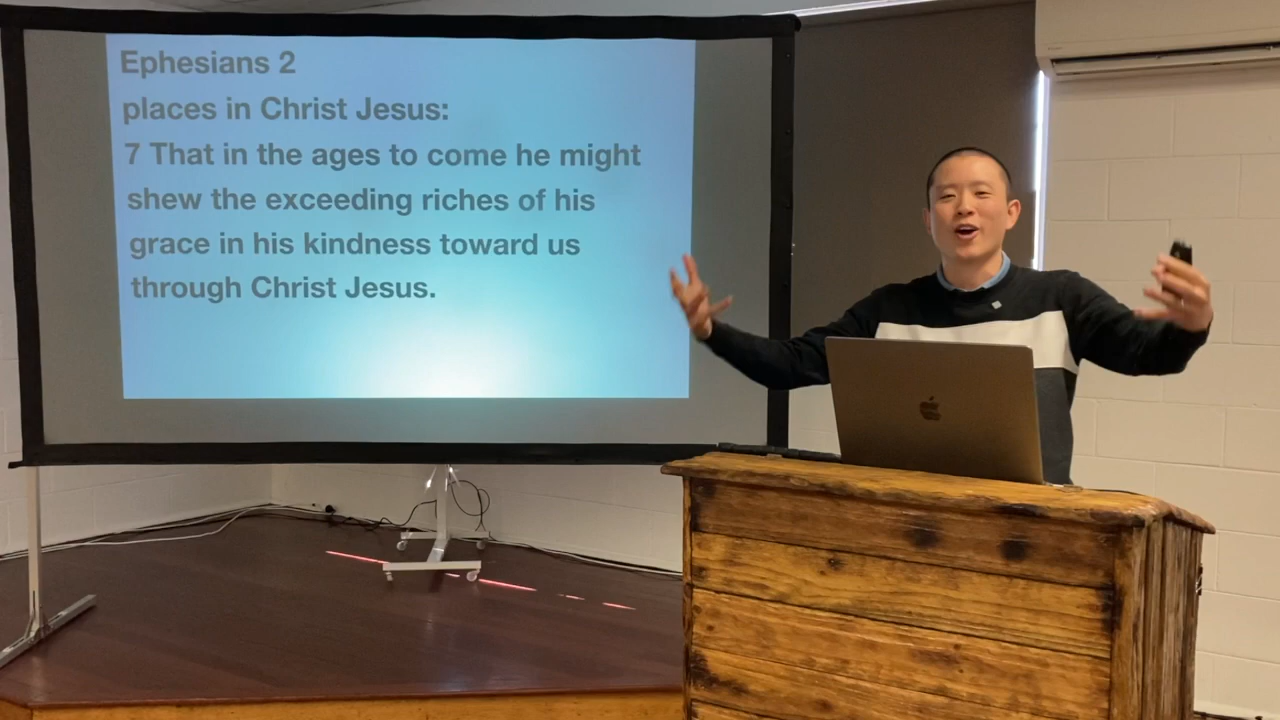 Ephesians 2
places in Christ Jesus:
7 That in the ages to come he might
shew the exceeding riches of his
grace in his kindness toward us
through Christ Jesus.